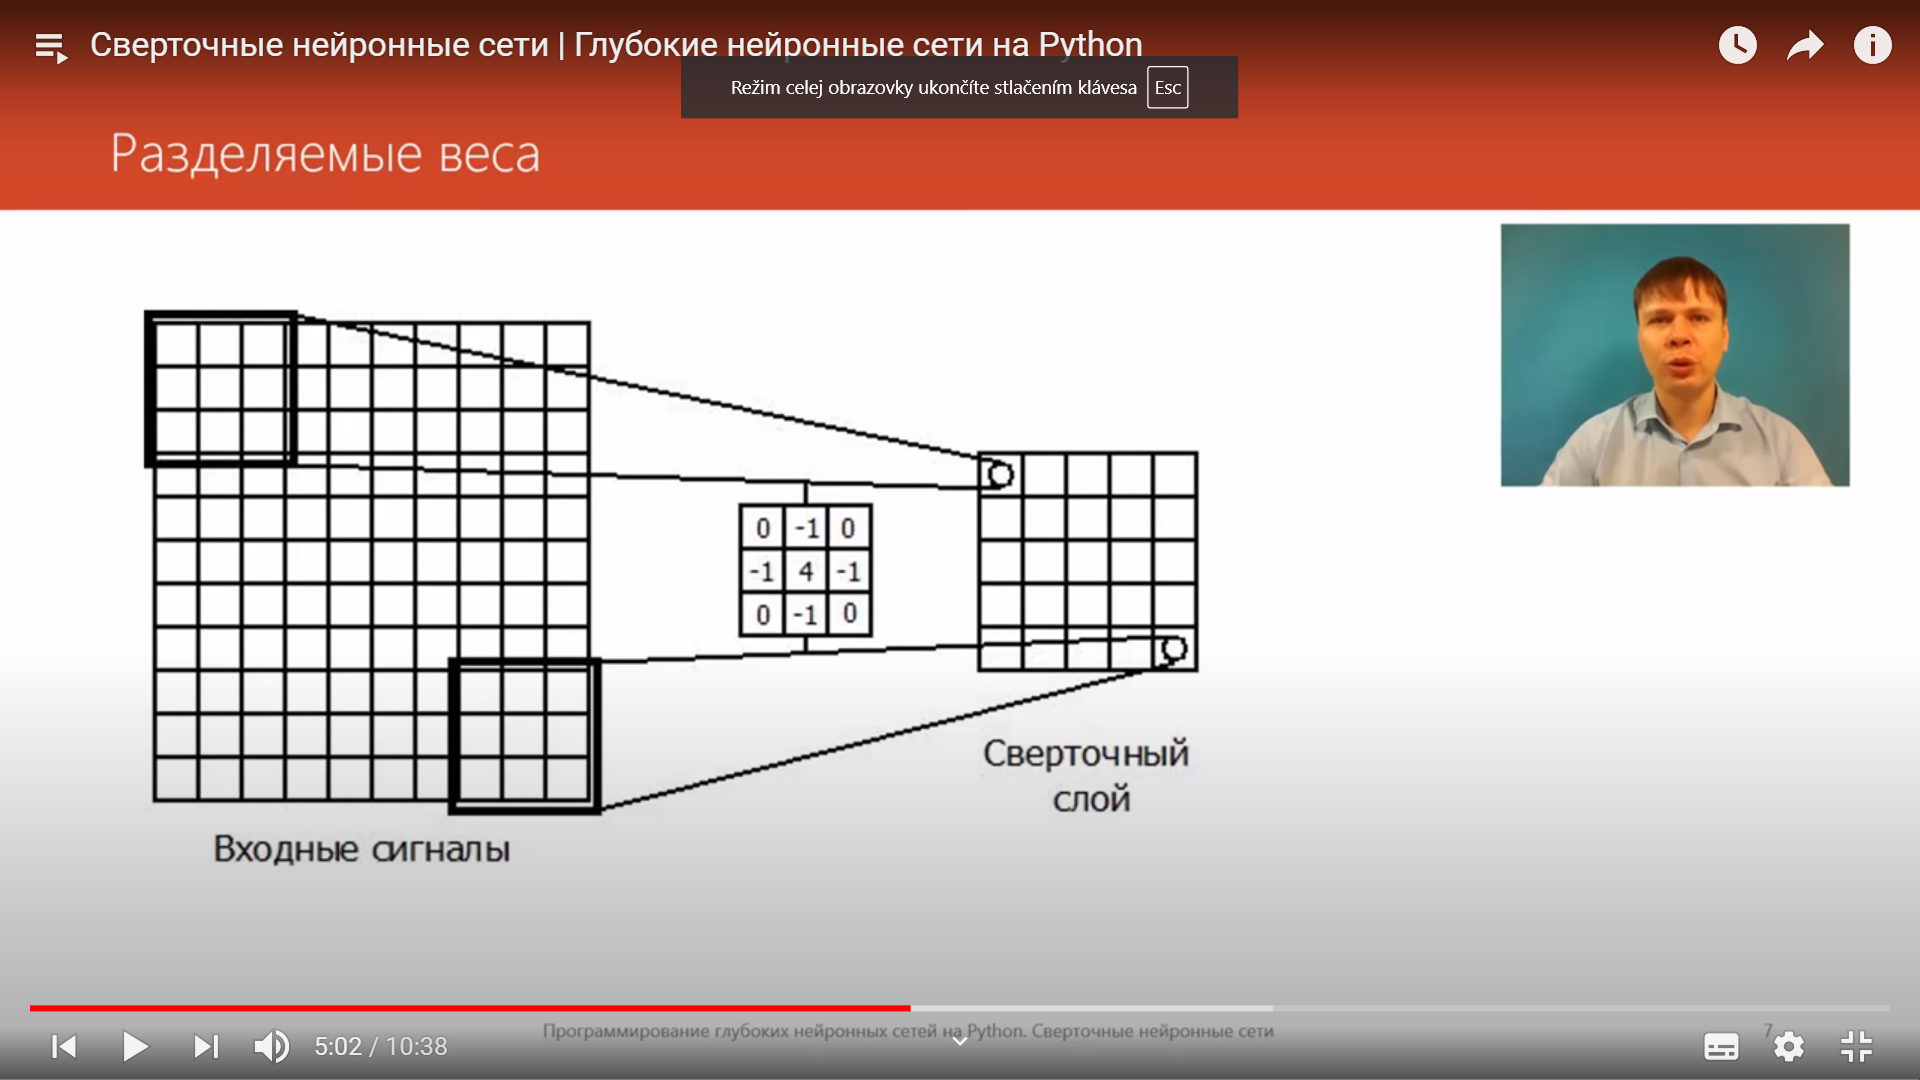 Сверточные нейронные сети | Глубокие нейронные сети на Python
Režim celej obrazovky ukončíte stlačením klávesa Esc
Разделяемые веса
0 -1 0
-1 4 -1
0 -1 0
Сверточный
слой
Входные сигналы
Программирование глубоких нейронных сетей на Python. Сверточные нейронные сети
7
5:02 / 10:38